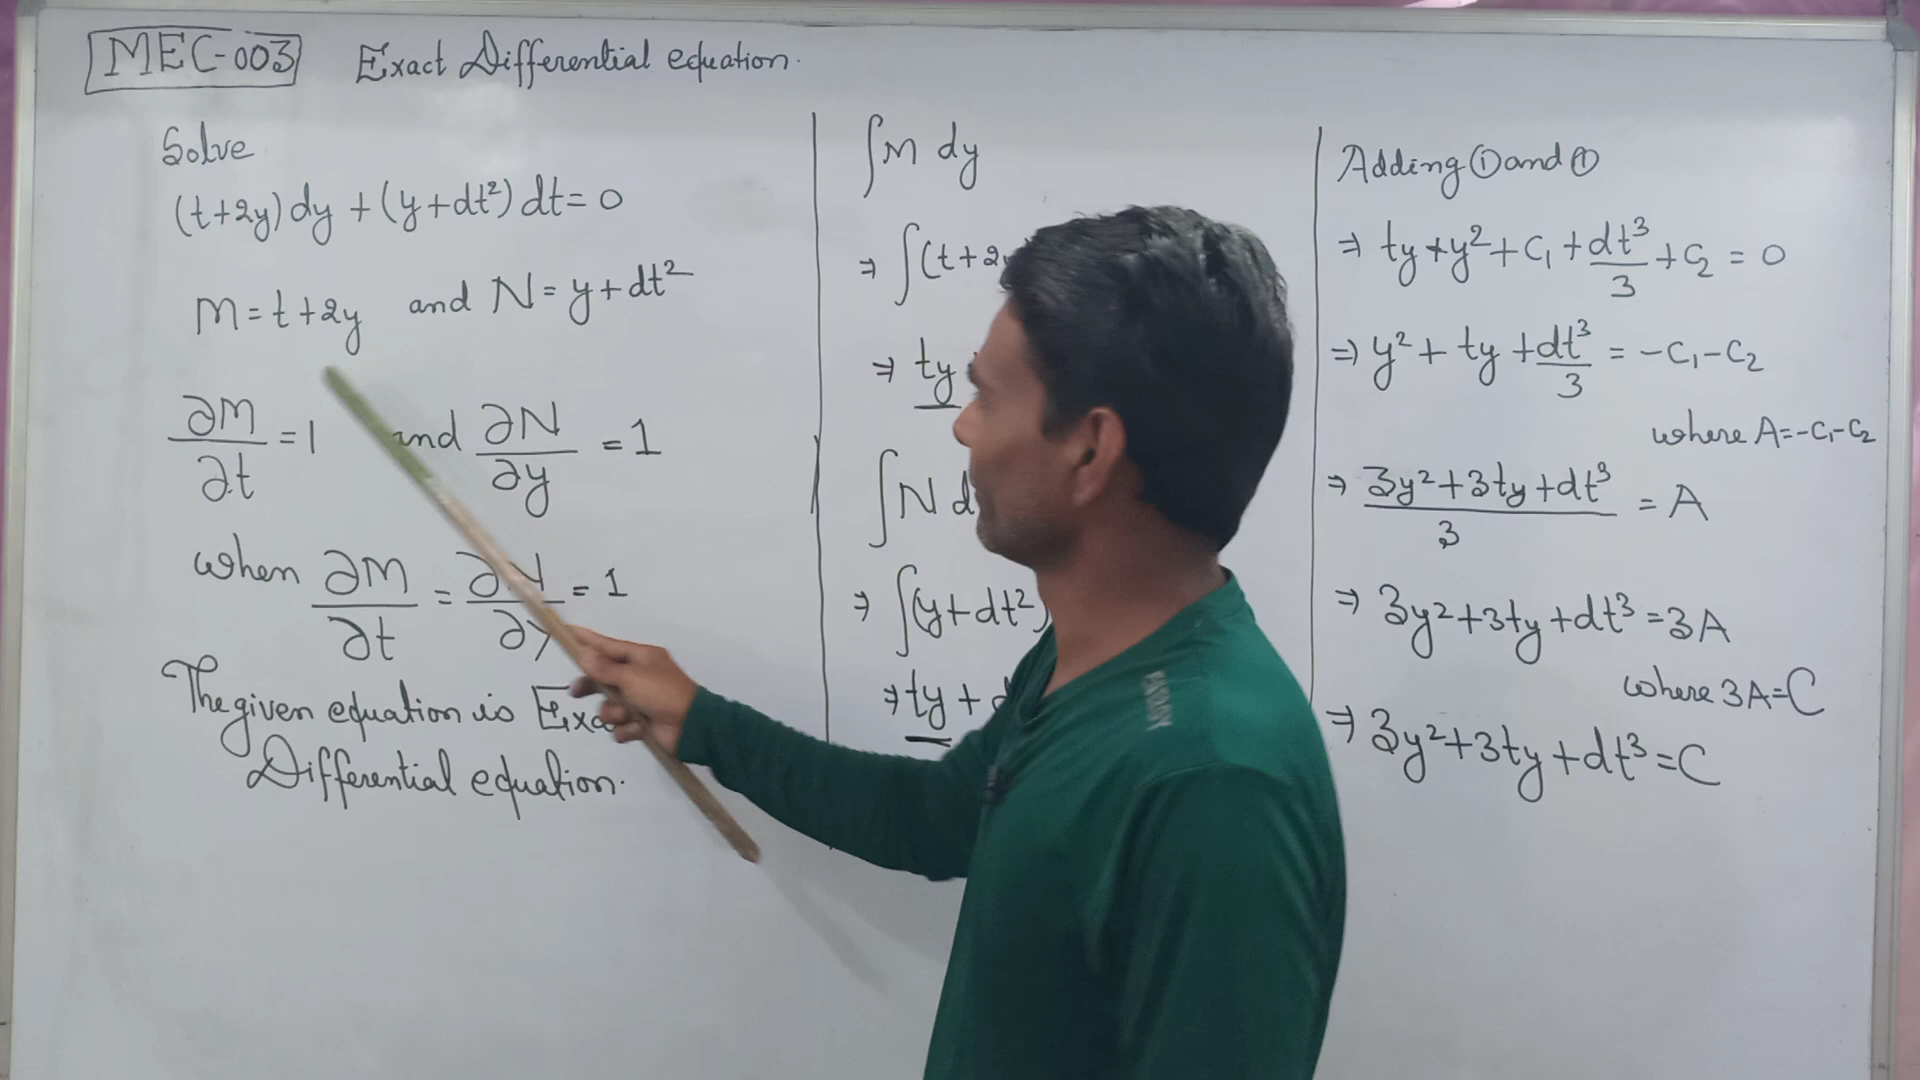 MEC-003 Exact Differential equation.
Solve
(t+2y) dy + (y+dt²) dt = 0
M = t+2y and N = y+dt²
∂M/∂t = 1 and ∂N/∂y = 1
when ∂M/∂t = ∂N/∂y = 1
The given equation is
Differential equation.
∫M dy
⇒ ∫(t+2
⇒ ty
∫N d
⇒ ∫(y+dt²)
⇒ ty +
Adding ① and ①
⇒ ty+y²+C₁+dt³/3+C₂ = 0
⇒ y²+ty+dt³/3 = -C₁-C₂
where A=-C₁-C₂
⇒ 3y²+3ty+dt³/3 = A
⇒ 3y²+3ty+dt³=3A
where 3A=C
⇒ 3y²+3ty+dt³=C